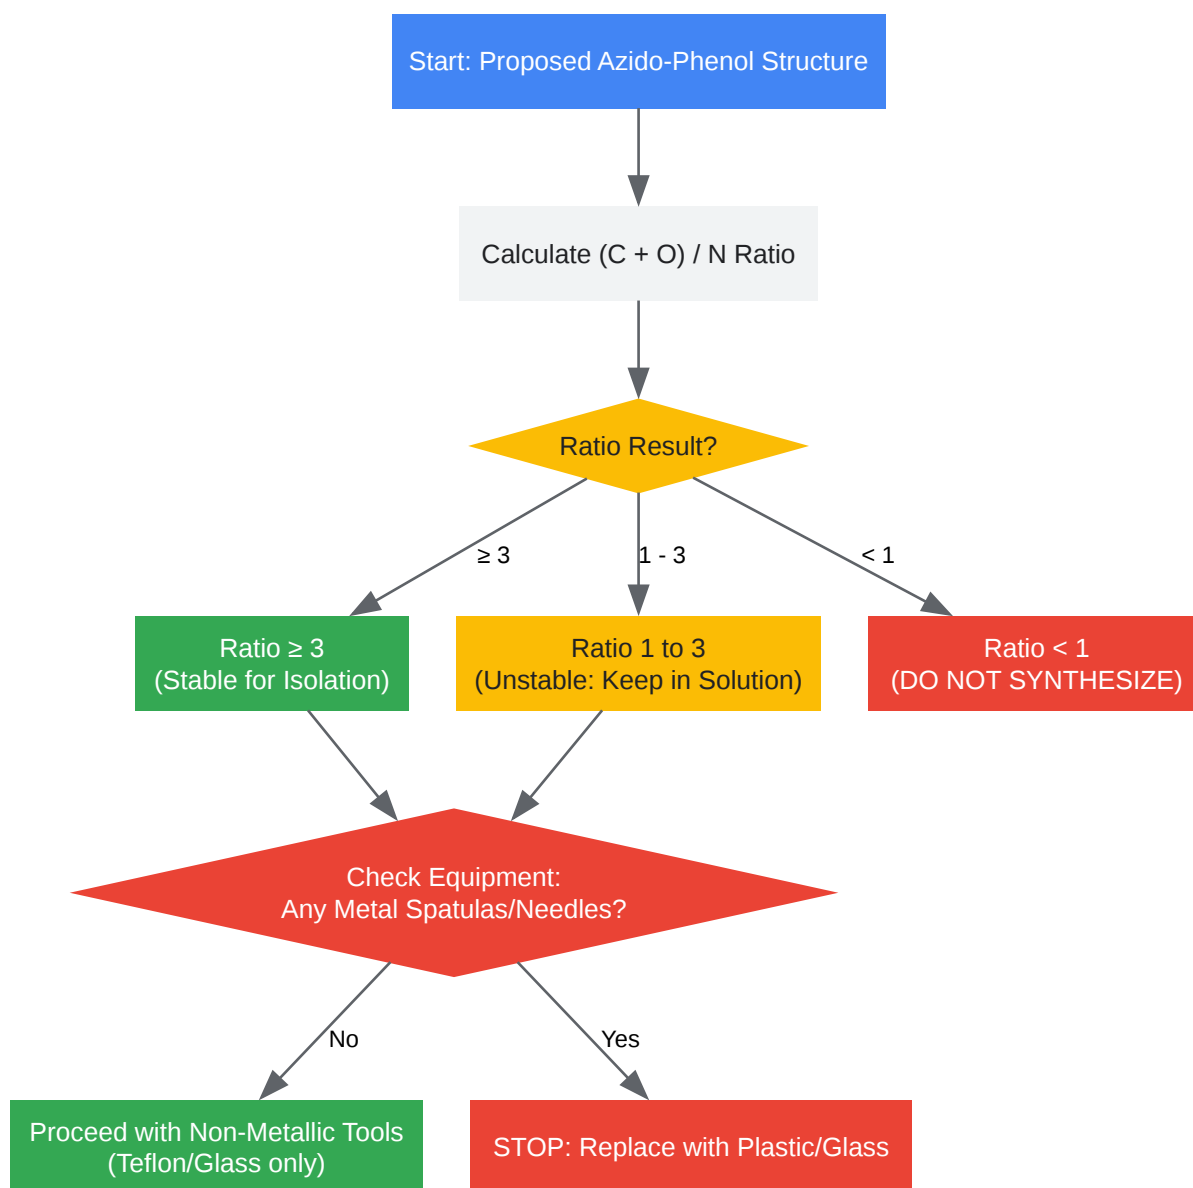 Start: Proposed Azido-Phenol Structure
Calculate (C + O) / N Ratio
Ratio Result?
≥ 3
1 - 3
< 1
Ratio ≥ 3
(Stable for Isolation)
Ratio 1 to 3
(Unstable: Keep in Solution)
Ratio < 1
(DO NOT SYNTHESIZE)
Check Equipment:
Any Metal Spatulas/Needles?
No
Yes
Proceed with Non-Metallic Tools
(Teflon/Glass only)
STOP: Replace with Plastic/Glass